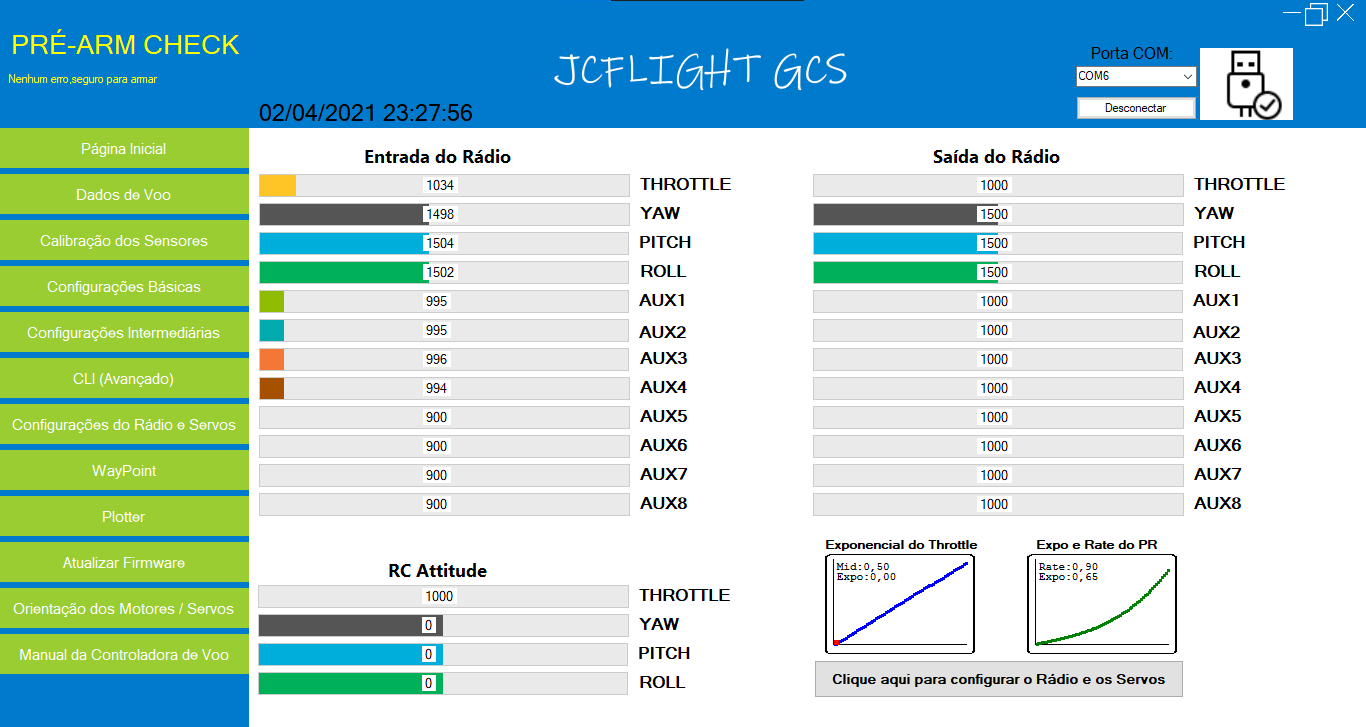 PRÉ-ARM CHECK
Nenhum erro,seguro para armar
JCFLIGHT GCS
02/04/2021 23:27:56
Porta COM:
COM6
Desconectar
Página Inicial
Dados de Voo
Calibração dos Sensores
Configurações Básicas
Configurações Intermediárias
CLI (Avançado)
Configurações do Rádio e Servos
WayPoint
Plotter
Atualizar Firmware
Orientação dos Motores / Servos
Manual da Controladora de Voo
Entrada do Rádio
1034 THROTTLE
1498 YAW
1504 PITCH
1502 ROLL
995 AUX1
995 AUX2
996 AUX3
994 AUX4
900 AUX5
900 AUX6
900 AUX7
900 AUX8
Saída do Rádio
1000 THROTTLE
1500 YAW
1500 PITCH
1500 ROLL
1000 AUX1
1000 AUX2
1000 AUX3
1000 AUX4
1000 AUX5
1000 AUX6
1000 AUX7
1000 AUX8
RC Attitude
1000 THROTTLE
0 YAW
0 PITCH
0 ROLL
Exponencial do Throttle
Mid:0,50
Expo:0,00
Expo e Rate do PR
Rate:0,90
Expo:0,65
Clique aqui para configurar o Rádio e os Servos